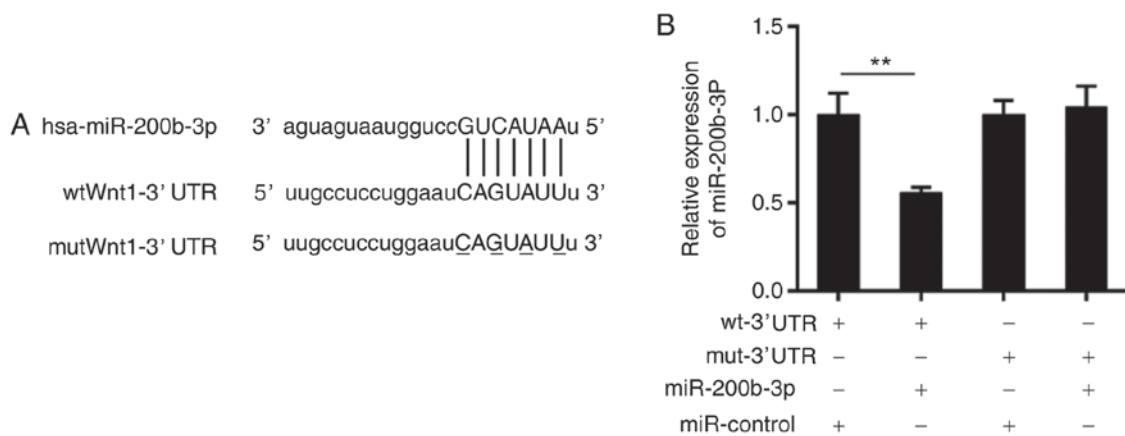 A hsa-miR-200b-3p 3’ aguaguaaugguccGUCAUAAu 5’
wtWnt1-3’ UTR 5’ uugccuccuggaauCAGUAUUu 3’
mutWnt1-3’ UTR 5’ uugccuccuggaauCAGUAUUu 3’
B
Relative expression
of miR-200b-3P
1.5
1.0
0.5
0.0
**
wt-3’UTR + + – –
mut-3’UTR – – + +
miR-200b-3p – + – +
miR-control + – + –